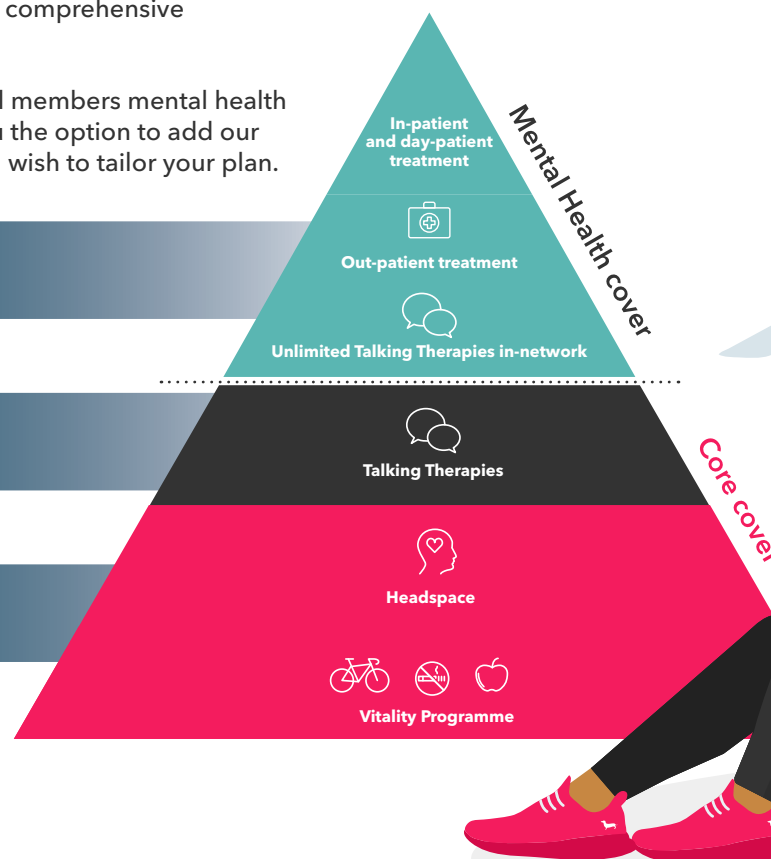 comprehensive
members mental health
the option to add our
wish to tailor your plan.
In-patient
and day-patient
treatment
Mental Health cover
Out-patient treatment
Unlimited Talking Therapies in-network
Talking Therapies
Core cover
Headspace
Vitality Programme